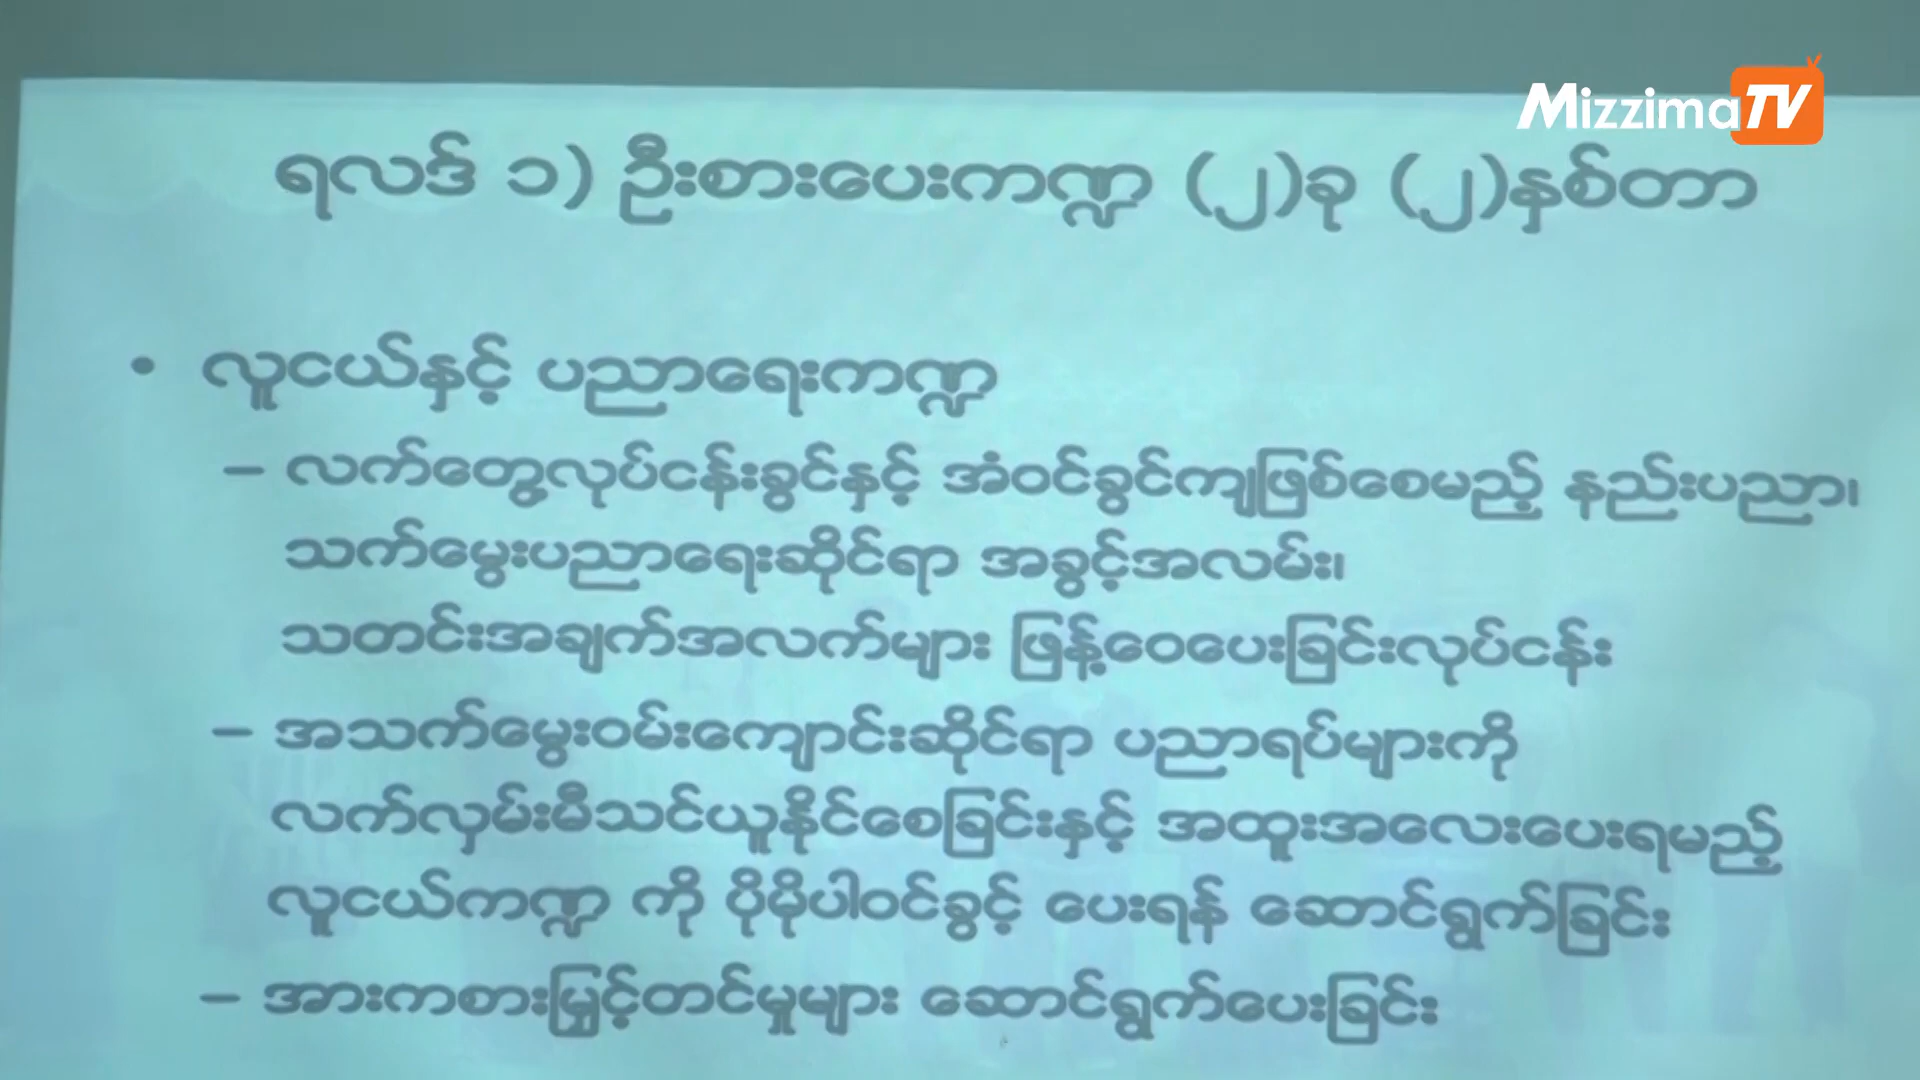 MizzimaTV
ရလဒ် ၁) ဦးစားပေးကဏ္ဍ (၂)ခု (၂)နှစ်တာ
• လူငယ်နှင့် ပညာရေးကဏ္ဍ
– လက်တွေ့လုပ်ငန်းခွင်နှင့် အံဝင်ခွင်ကျဖြစ်စေမည့် နည်းပညာ၊
သက်မွေးပညာရေးဆိုင်ရာ အခွင့်အလမ်း၊
သတင်းအချက်အလက်များ ဖြန့်ဝေပေးခြင်းလုပ်ငန်း
– အသက်မွေးဝမ်းကျောင်းဆိုင်ရာ ပညာရပ်များကို
လက်လှမ်းမီသင်ယူနိုင်စေခြင်းနှင့် အထူးအလေးပေးရမည့်
လူငယ်ကဏ္ဍ ကို ပိုမိုပါဝင်ခွင့် ပေးရန် ဆောင်ရွက်ခြင်း
– အားကစားမြှင့်တင်မှုများ ဆောင်ရွက်ပေးခြင်း